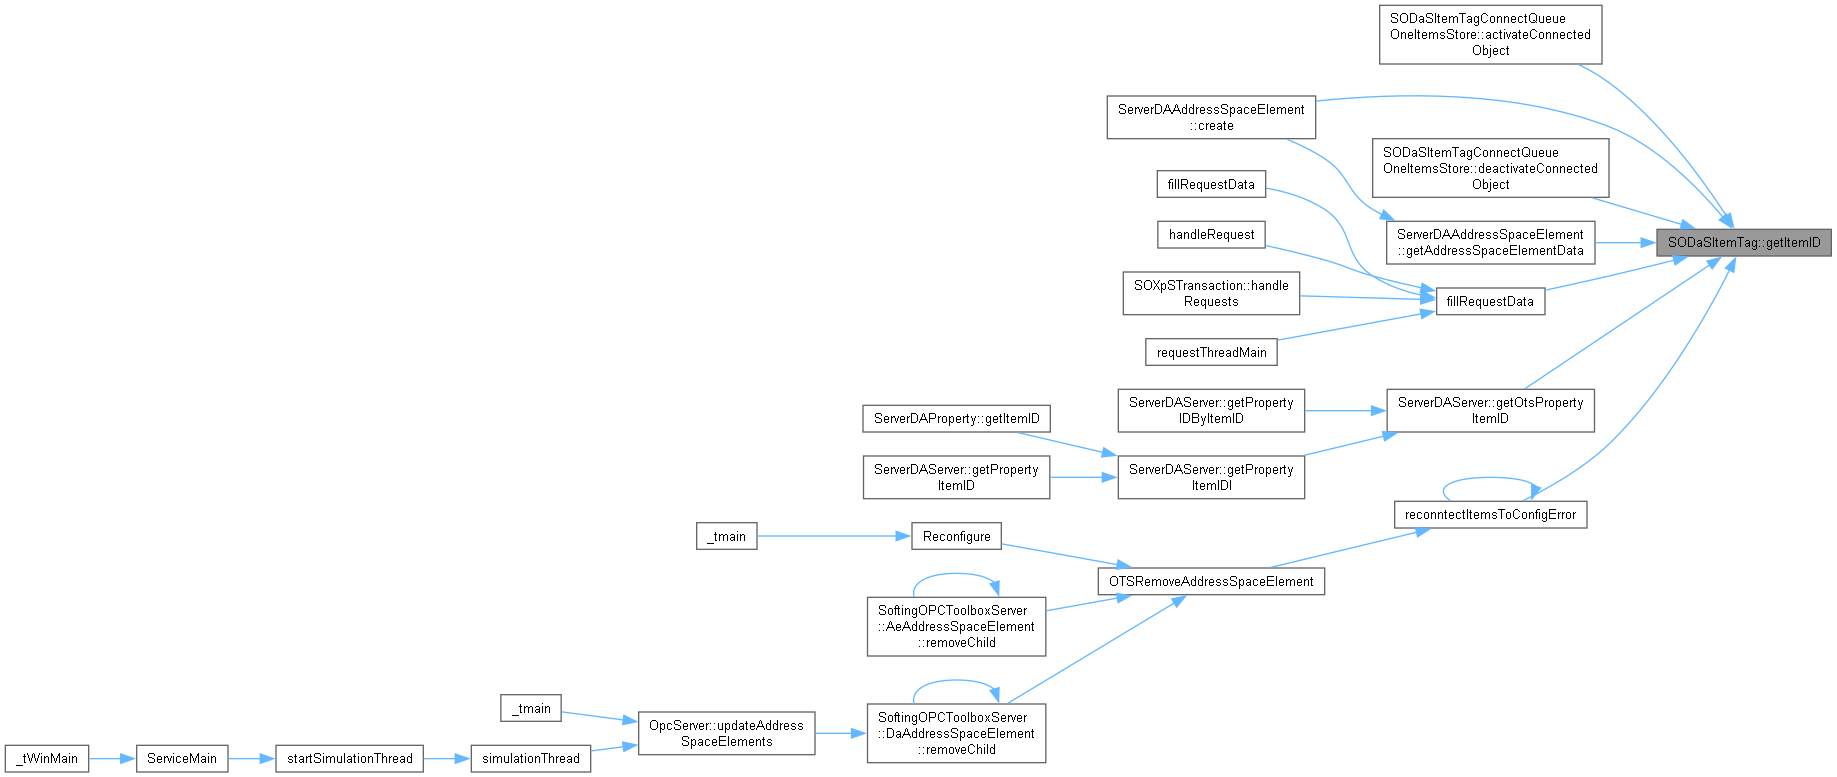 SODaSItemTagConnectQueue
OneItemsStore::activateConnected
Object
ServerDAAddressSpaceElement
::create
SODaSItemTagConnectQueue
OneItemsStore::deactivateConnected
Object
fillRequestData
handleRequest
ServerDAAddressSpaceElement
::getAddressSpaceElementData
SODaSItemTag::getItemID
SOXpSTransaction::handle
Requests
fillRequestData
requestThreadMain
ServerDAServer::getProperty
IDByItemID
ServerDAServer::getOtsProperty
ItemID
ServerDAProperty::getItemID
ServerDAServer::getProperty
ItemID
ServerDAServer::getProperty
ItemIDI
reconntectItemsToConfigError
_tmain
Reconfigure
OTSRemoveAddressSpaceElement
SoftingOPCToolboxServer
::AeAddressSpaceElement
::removeChild
_tmain
OpcServer::updateAddress
SpaceElements
SoftingOPCToolboxServer
::DaAddressSpaceElement
::removeChild
_tWinMain
ServiceMain
startSimulationThread
simulationThread